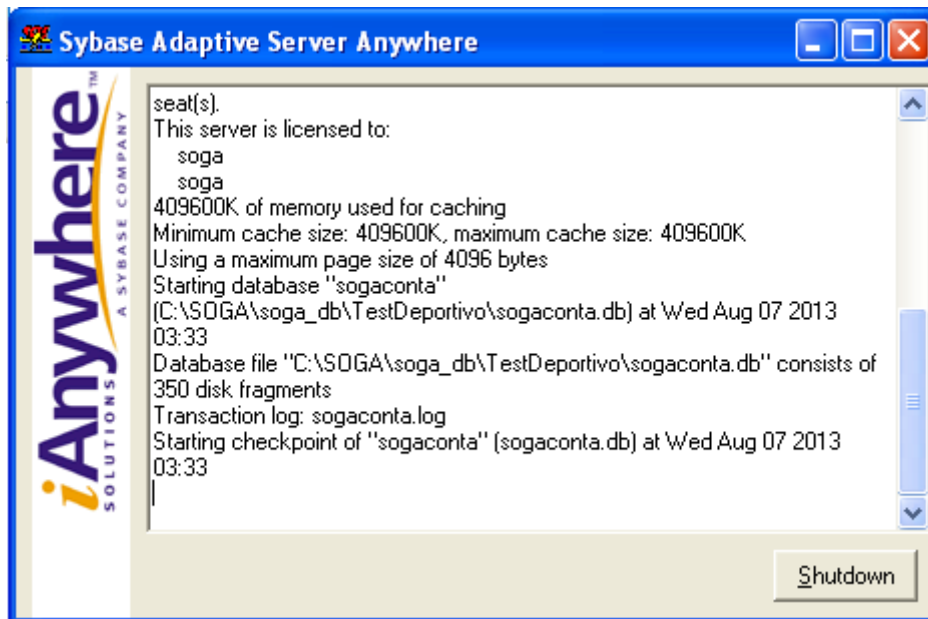 Sybase Adaptive Server Anywhere
iAnywhere™
SOLUTIONS
A SYBASE COMPANY
seat(s).
This server is licensed to:
soga
soga
409600K of memory used for caching
Minimum cache size: 409600K, maximum cache size: 409600K
Using a maximum page size of 4096 bytes
Starting database "sogaconta"
(C:\SOGA\soga_db\TestDeportivo\sogaconta.db) at Wed Aug 07 2013
03:33
Database file "C:\SOGA\soga_db\TestDeportivo\sogaconta.db" consists of
350 disk fragments
Transaction log: sogaconta.log
Starting checkpoint of "sogaconta" (sogaconta.db) at Wed Aug 07 2013
03:33
Shutdown